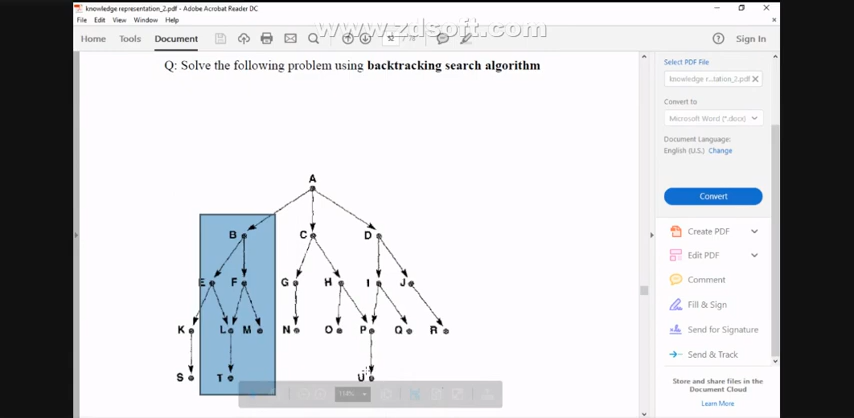 knowledge representation_2.pdf - Adobe Acrobat Reader DC
File Edit View Window Help
www.zdsoft.com
Home Tools Document
52 / 78
Sign In
Q: Solve the following problem using backtracking search algorithm
A
B C D
E F G H I J
K L M N O P Q R
S T U
118%
Select PDF File
knowledge r...tation_2.pdf
Convert to
Microsoft Word (*.docx)
Document Language:
English (U.S.) Change
Convert
Create PDF
Edit PDF
Comment
Fill & Sign
Send for Signature
Send & Track
Store and share files in the
Document Cloud
Learn More